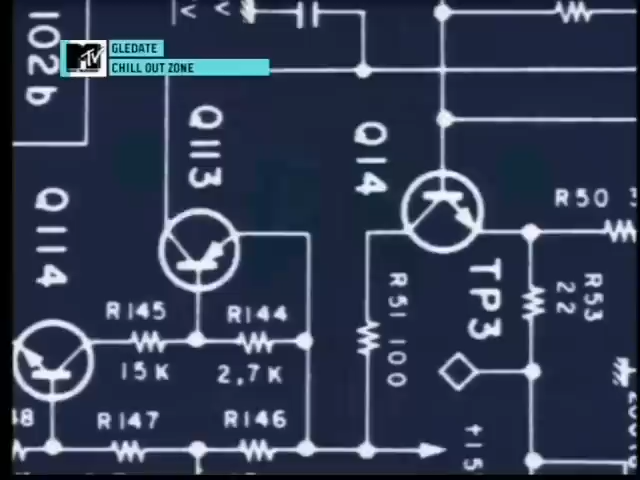 MTV
GLEDATE
CHILL OUT ZONE
102b
Q113
Q14
Q114
R50
R145
R144
15K
2,7K
R51 100
TP3
R53
22
R147
R146